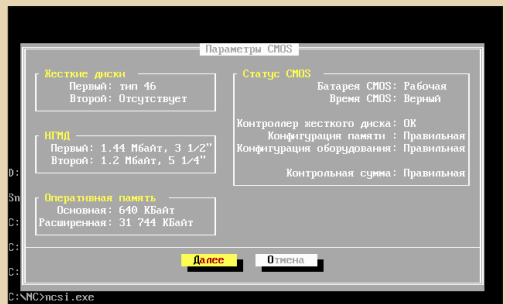 Параметры CMOS
Жесткие диски
Первый: тип 46
Второй: Отсутствует
НГМД
Первый: 1.44 Мбайт, 3 1/2"
Второй: 1.2 Мбайт, 5 1/4"
Оперативная память
Основная: 640 КБайт
Расширенная: 31 744 КБайт
Статус CMOS
Батарея CMOS: Рабочая
Время CMOS: Верный
Контроллер жесткого диска: OK
Конфигурация памяти : Правильная
Конфигурация оборудования: Правильная
Контрольная сумма: Правильная
Далее Отмена
D:
Sn
C:
C:
C:
C:\NC>ncsi.exe